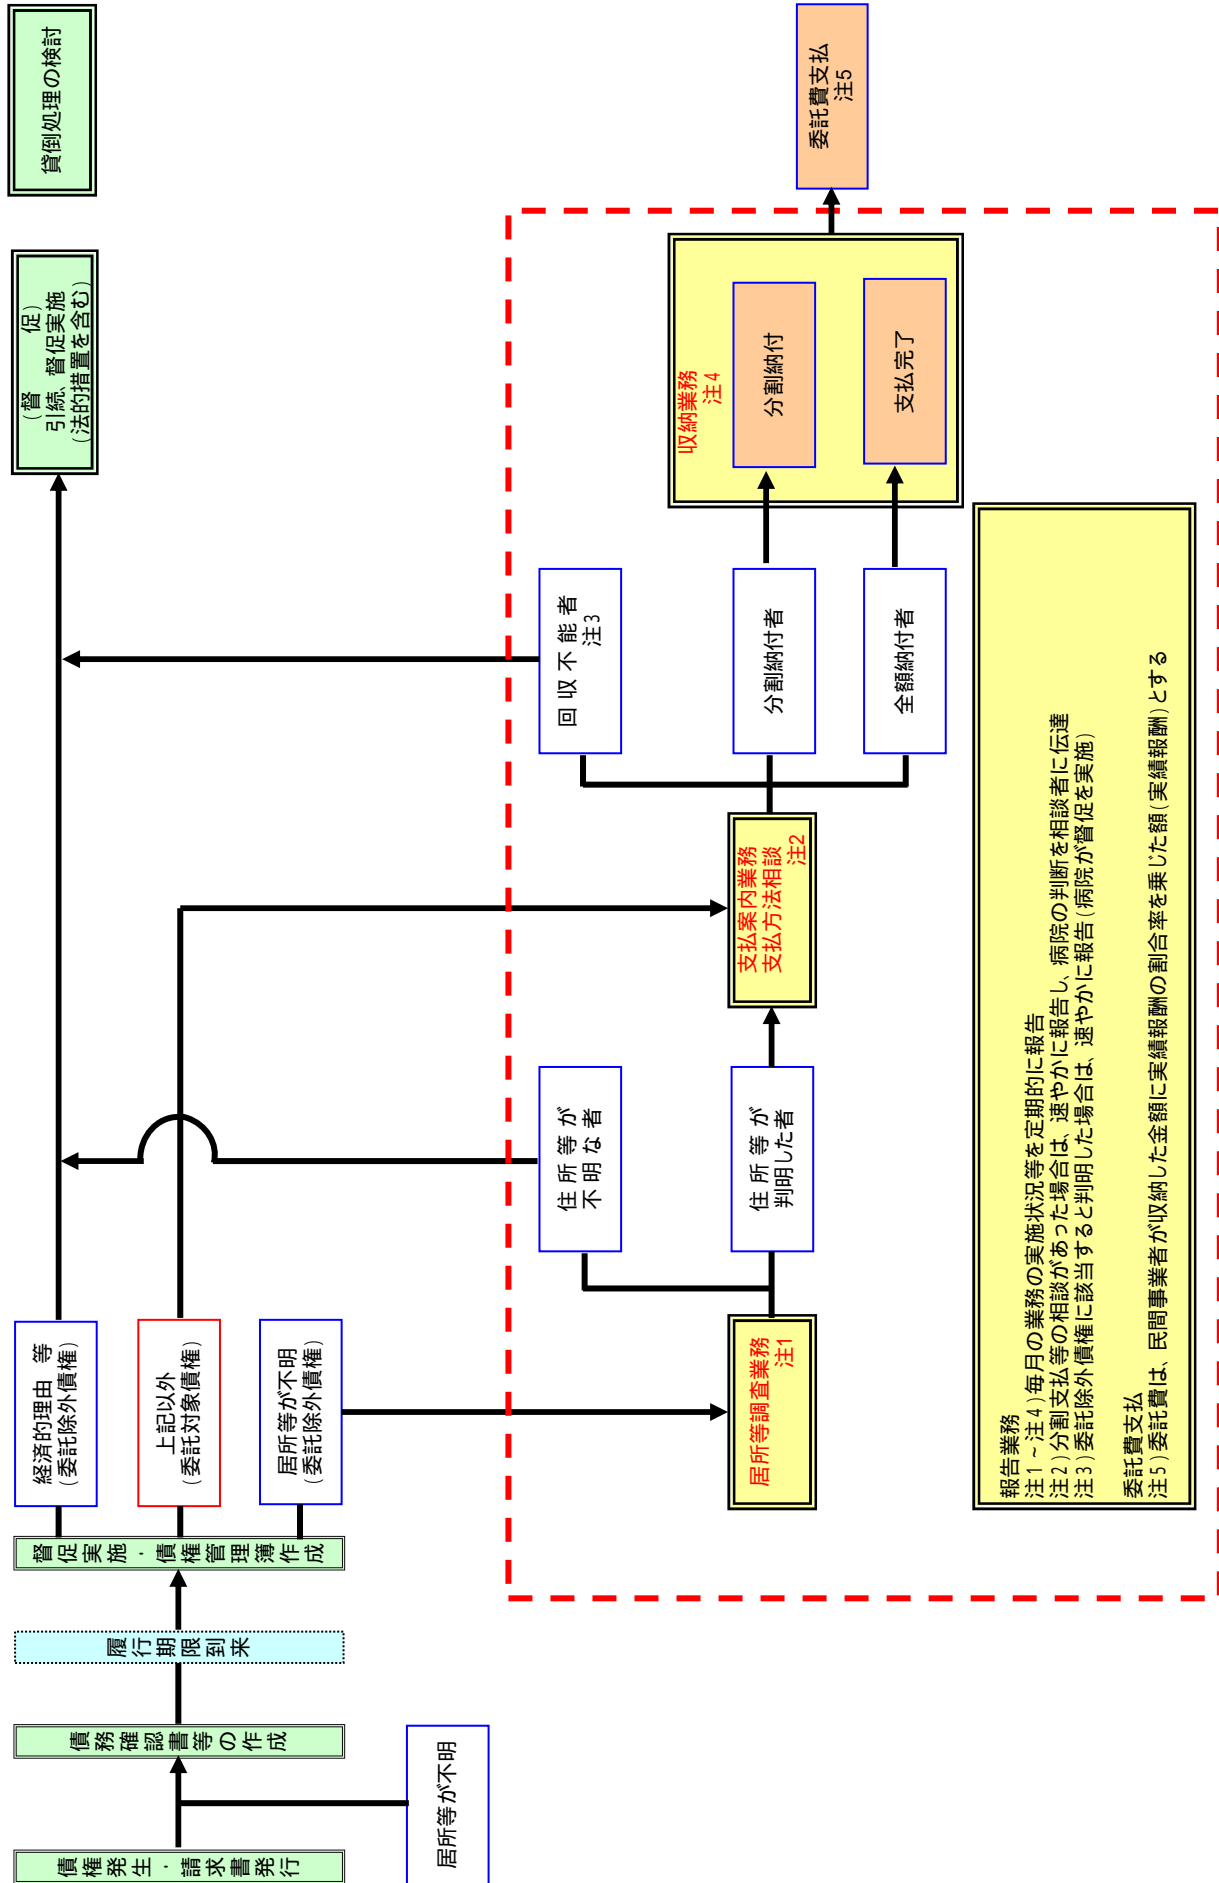 債権発生・請求書発行
居所等が不明
債務確認書等の作成
履行期限到来
督促実施・債権管理簿作成
経済的理由 等
（委託除外債権）
上記以外
（委託対象債権）
居所等が不明
（委託除外債権）
（督　　促）
引続、督促実施
（法的措置を含む）
貸倒処理の検討
居所等調査業務
注1
住 所 等 が
不 明 な 者
住 所 等 が
判明した者
支払案内業務
支払方法相談
注2
回 収 不 能 者
注3
分割納付者
全額納付者
収納業務
注４
分割納付
支払完了
委託費支払
注５
報告業務
注１～注４）毎月の業務の実施状況等を定期的に報告
注２）分割支払等の相談があった場合は、速やかに報告し、病院の判断を相談者に伝達
注３）委託除外債権に該当すると判明した場合は、速やかに報告（病院が督促を実施）
委託費支払
注５）委託費は、民間事業者が収納した金額に実績報酬の割合率を乗じた額（実績報酬）とする